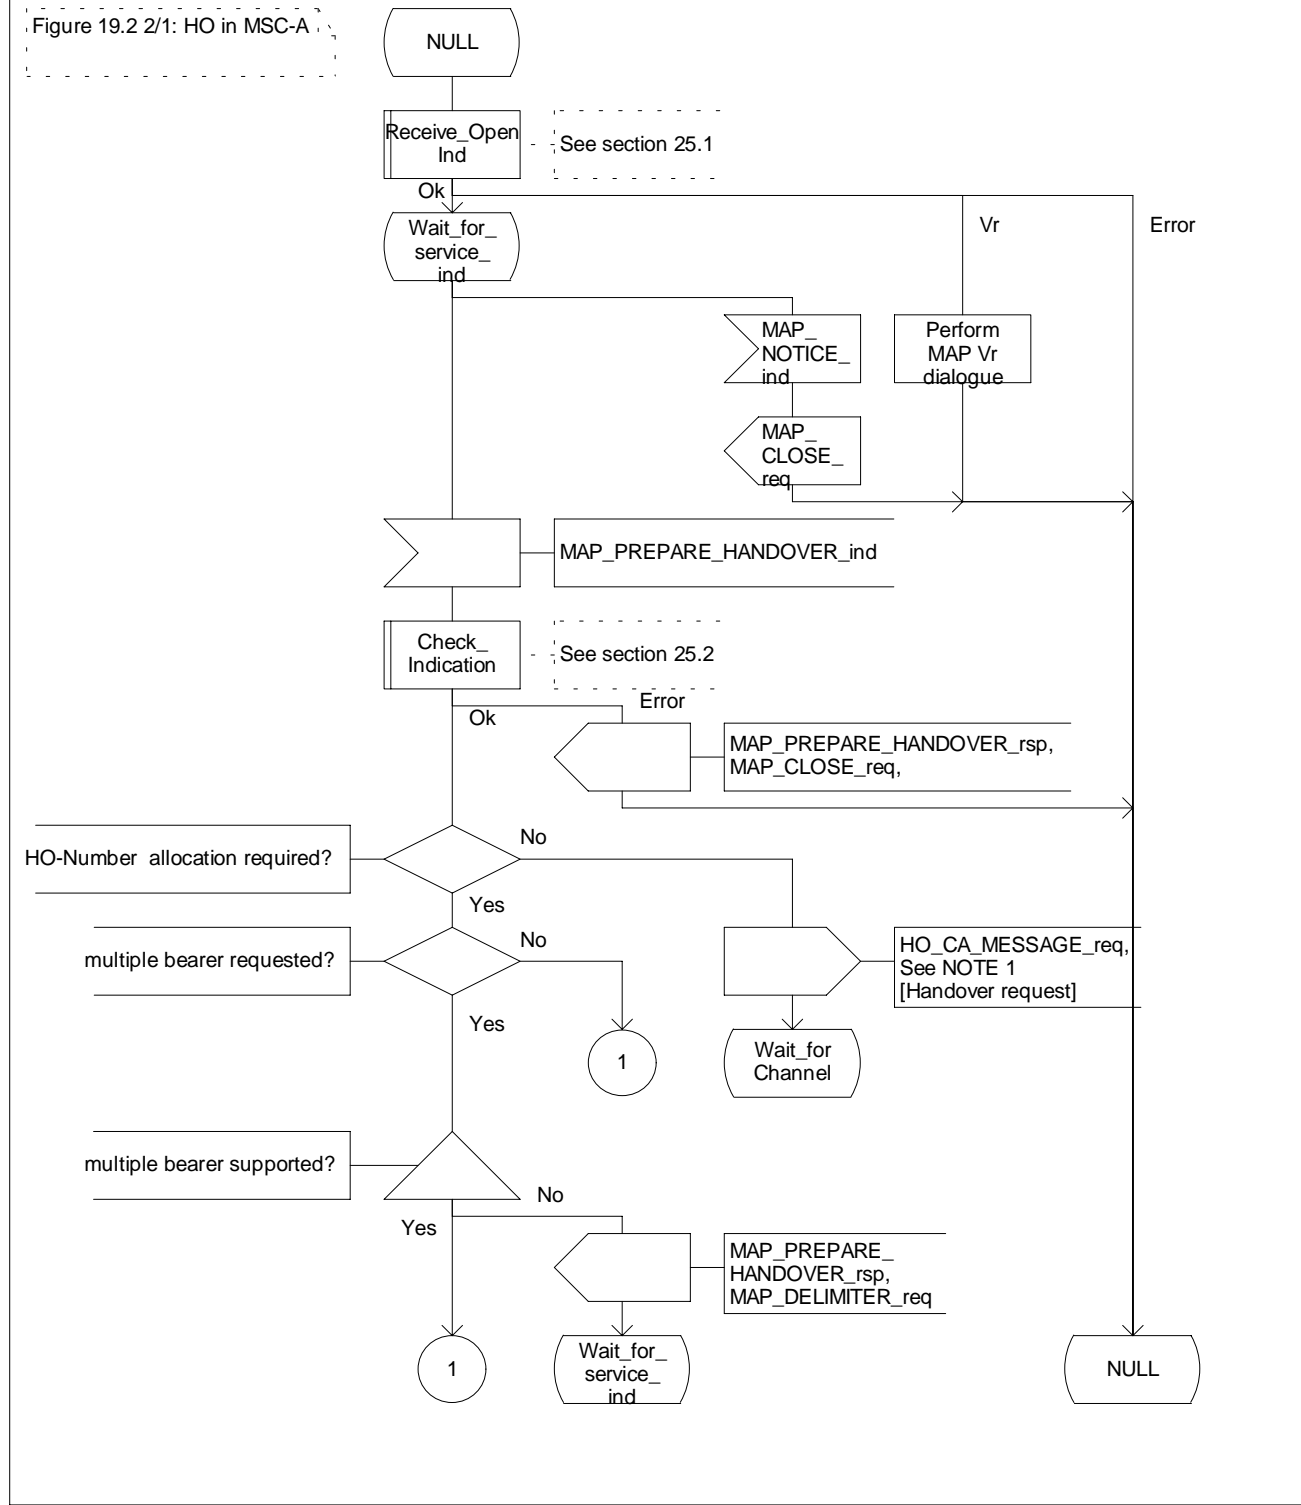 Figure 19.2 2/1: HO in MSC-A
NULL
Receive_Open
Ind
See section 25.1
Ok
Wait_for_
service_
ind
Vr
Error
MAP_
NOTICE_
ind
Perform
MAP Vr
dialogue
MAP_
CLOSE_
req
MAP_PREPARE_HANDOVER_ind
Check_
Indication
See section 25.2
Error
Ok
MAP_PREPARE_HANDOVER_rsp,
MAP_CLOSE_req,
HO-Number  allocation required?
No
Yes
multiple bearer requested?
No
HO_CA_MESSAGE_req,
See NOTE 1
[Handover request]
Yes
1
Wait_for
Channel
multiple bearer supported?
No
Yes
MAP_PREPARE_
HANDOVER_rsp,
MAP_DELIMITER_req
1
Wait_for_
service_
ind
NULL